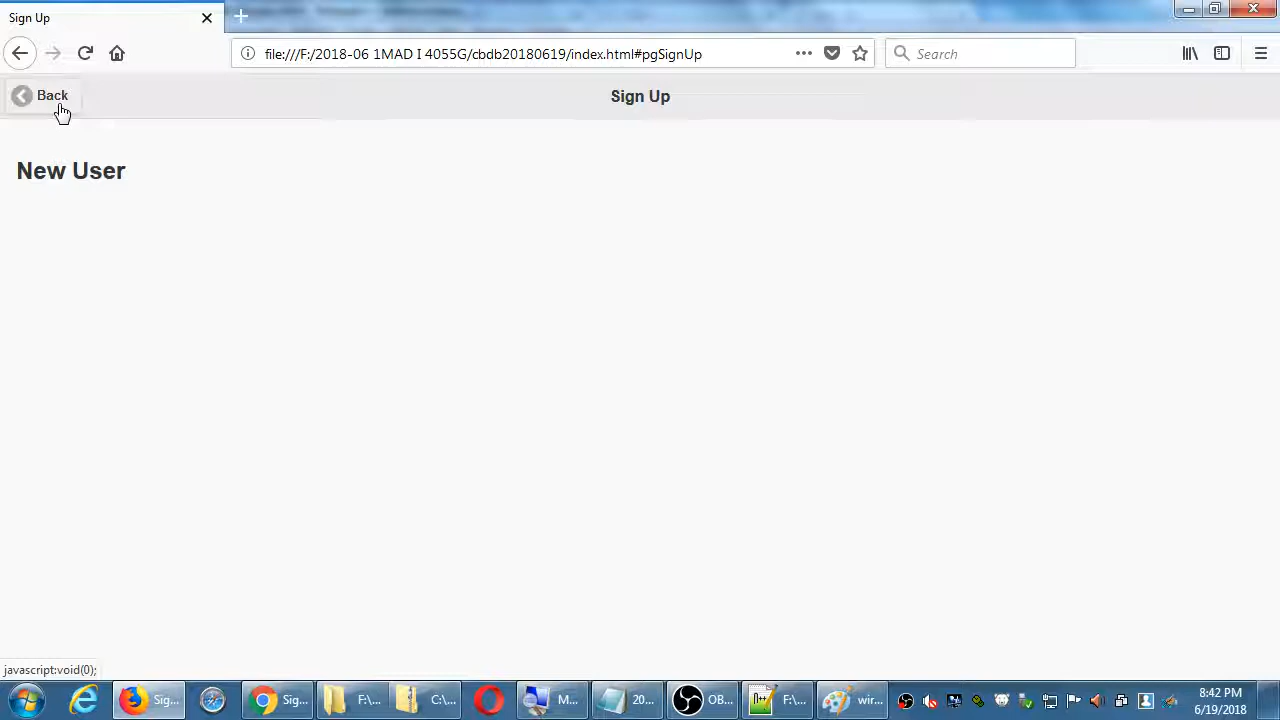 Sign Up
file:///F:/2018-06 1MAD I 4055G/cbdb20180619/index.html#pgSignUp
Search
Back
Sign Up
New User
javascript:void(0);
Sig...
Sig...
F:\...
C:\...
M...
20...
OB...
F:\...
wir...
8:42 PM
6/19/2018